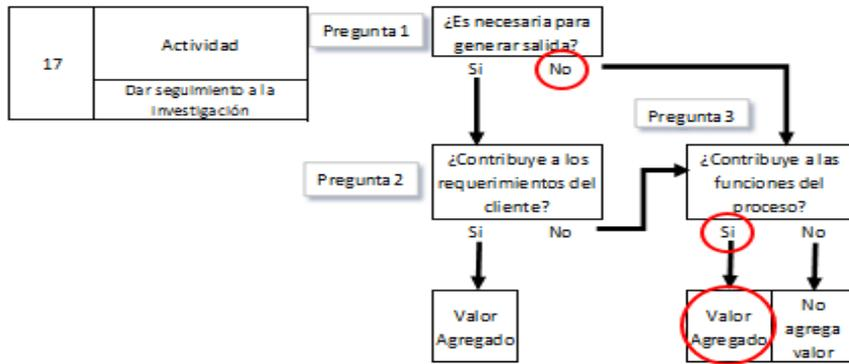 17
Actividad
Dar seguimiento a la
investigación
Pregunta 1
¿Es necesaria para
generar salida?
Si
No
Pregunta 3
Pregunta 2
¿Contribuye a los
requerimientos del
cliente?
Si
No
¿Contribuye a las
funciones del
proceso?
Si
No
Valor
Agregado
Valor
Agregado
No
agrega
valor